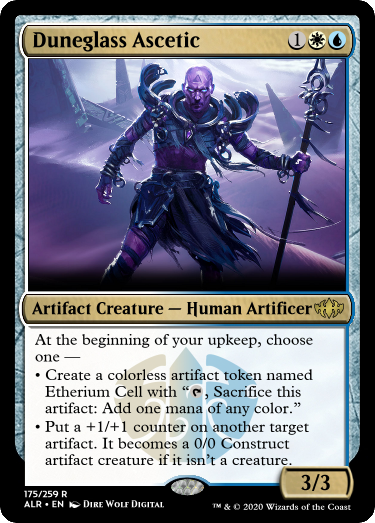 Duneglass Ascetic 1
Artifact Creature — Human Artificer
At the beginning of your upkeep, choose
one —
• Create a colorless artifact token named
Etherium Cell with “, Sacrifice this
artifact: Add one mana of any color.”
• Put a +1/+1 counter on another target
artifact. It becomes a 0/0 Construct
artifact creature if it isn't a creature.
3/3
175/259 R
ALR • EN Dire Wolf Digital ™ & © 2020 Wizards of the Coast